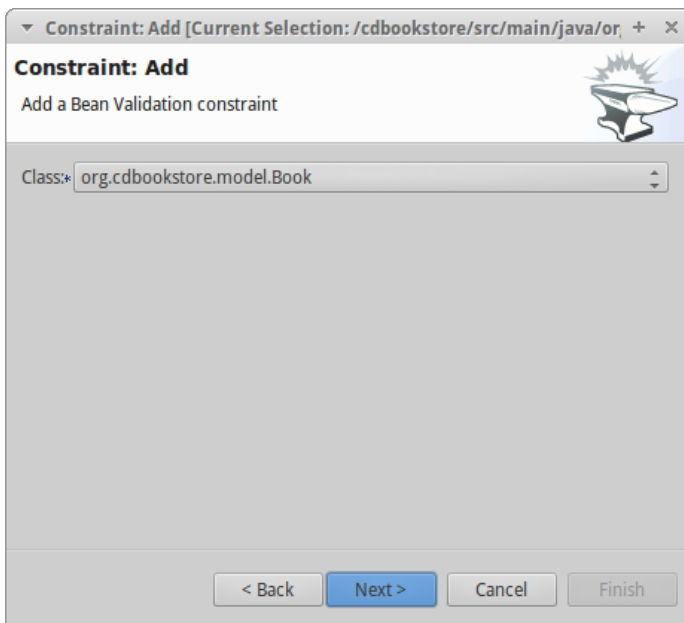 Constraint: Add [Current Selection: /cdbookstore/src/main/java/or
Constraint: Add
Add a Bean Validation constraint
Class:* org.cdbookstore.model.Book
< Back Next > Cancel Finish